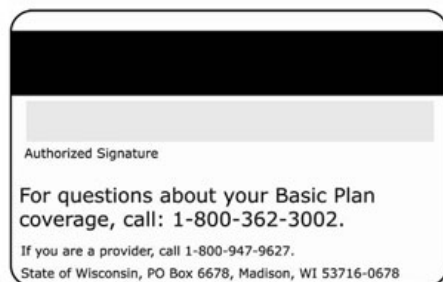 Authorized Signature
For questions about your Basic Plan
coverage, call: 1-800-362-3002.
If you are a provider, call 1-800-947-9627.
State of Wisconsin, PO Box 6678, Madison, WI 53716-0678